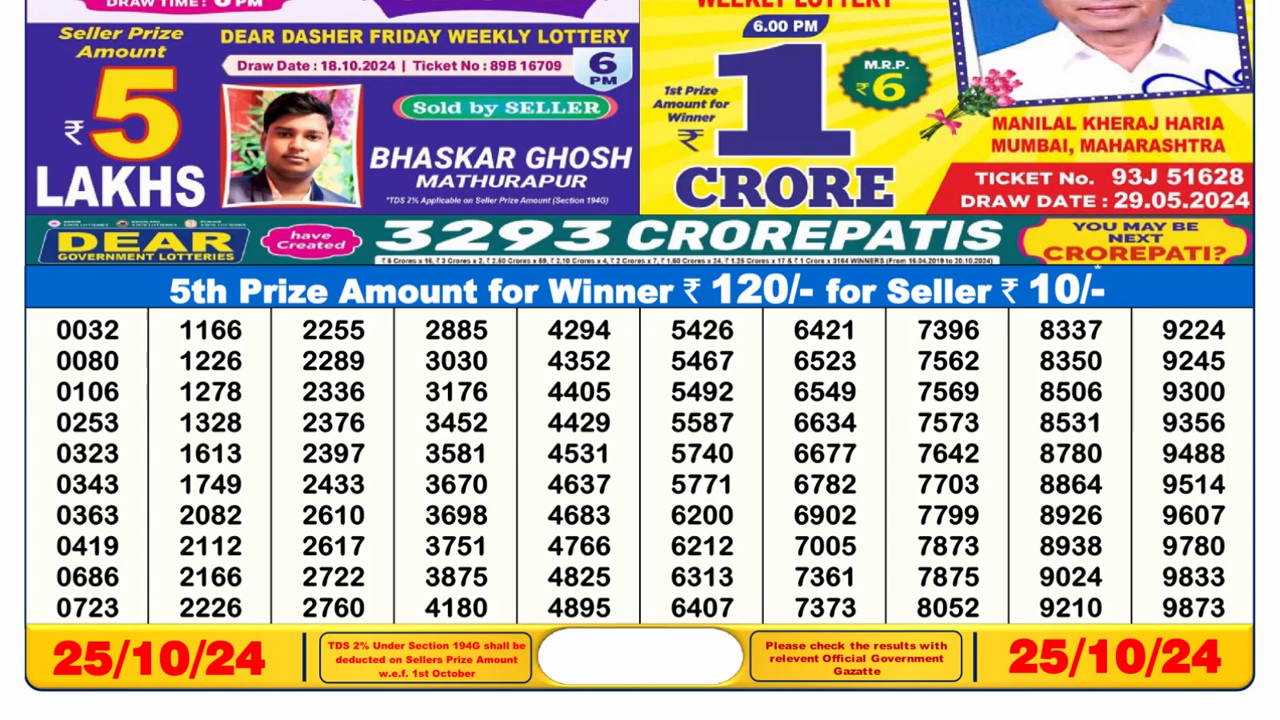 DRAW TIME : 6 PM
WEEKLY LOTTERY
Seller Prize
Amount
₹ 5
LAKHS
DEAR DASHER FRIDAY WEEKLY LOTTERY
Draw Date : 18.10.2024 | Ticket No : 89B 16709
6
PM
Sold by SELLER
BHASKAR GHOSH
MATHURAPUR
*TDS 2% Applicable on Seller Prize Amount (Section 194G)
6.00 PM
1st Prize
Amount for
Winner
₹
1
CRORE
M.R.P.
₹6
MANILAL KHERAJ HARIA
MUMBAI, MAHARASHTRA
TICKET No. 93J 51628
DRAW DATE : 29.05.2024
DEAR
GOVERNMENT LOTTERIES
have
Created
3293 CROREPATIS
YOU MAY BE
NEXT
CROREPATI?
5th Prize Amount for Winner ₹ 120/- for Seller ₹ 10/-*
0032 1166 2255 2885 4294 5426 6421 7396 8337 9224
0080 1226 2289 3030 4352 5467 6523 7562 8350 9245
0106 1278 2336 3176 4405 5492 6549 7569 8506 9300
0253 1328 2376 3452 4429 5587 6634 7573 8531 9356
0323 1613 2397 3581 4531 5740 6677 7642 8780 9488
0343 1749 2433 3670 4637 5771 6782 7703 8864 9514
0363 2082 2610 3698 4683 6200 6902 7799 8926 9607
0419 2112 2617 3751 4766 6212 7005 7873 8938 9780
0686 2166 2722 3875 4825 6313 7361 7875 9024 9833
0723 2226 2760 4180 4895 6407 7373 8052 9210 9873
25/10/24
TDS 2% Under Section 194G shall be
deducted on Sellers Prize Amount
w.e.f. 1st October
Please check the results with
relevent Official Government
Gazatte
25/10/24